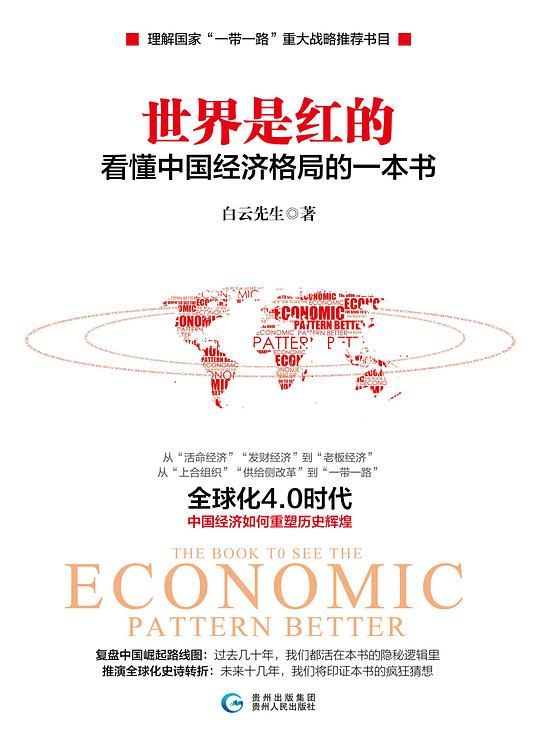 理解国家“一带一路”重大战略推荐书目
世界是红的
看懂中国经济格局的一本书
白云先生◎著
从“活命经济”“发财经济”到“老板经济”
从“上合组织”“供给侧改革”到“一带一路”
全球化4.0时代
中国经济如何重塑历史辉煌
THE BOOK TO SEE THE
ECONOMIC
PATTERN BETTER
复盘中国崛起路线图：过去几十年，我们都活在本书的隐秘逻辑里
推演全球化史诗转折：未来十几年，我们将印证本书的疯狂猜想
贵州出版集团
贵州人民出版社